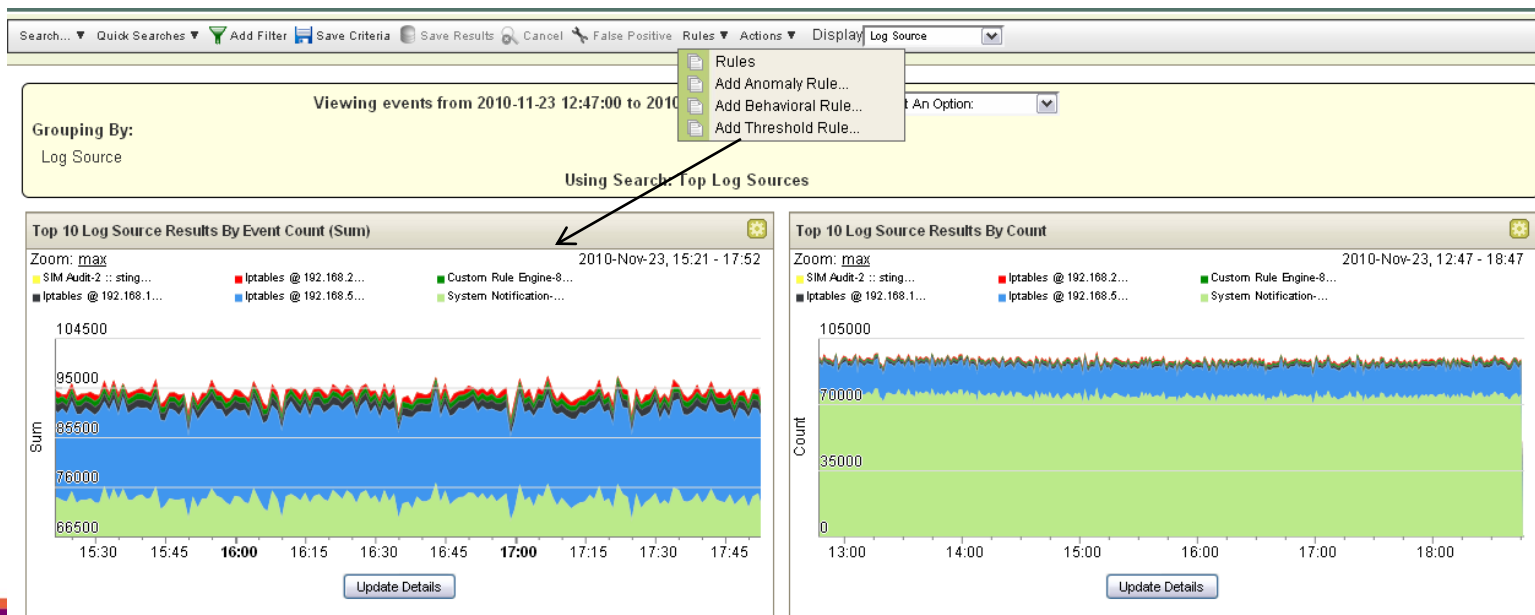 Search... ▼ Quick Searches ▼ Add Filter Save Criteria Save Results Cancel False Positive Rules ▼ Actions ▼ Display Log Source
Rules
Add Anomaly Rule...
Add Behavioral Rule...
Add Threshold Rule...
Viewing events from 2010-11-23 12:47:00 to 2010
t An Option:
Grouping By:
Log Source
Using Search: Top Log Sources
Top 10 Log Source Results By Event Count (Sum)
Zoom: max
2010-Nov-23, 15:21 - 17:52
SIM Audit-2 :: sting... Iptables @ 192.168.2... Custom Rule Engine-8...
Iptables @ 192.168.1... Iptables @ 192.168.5... System Notification-...
104500
95000
85500
76000
66500
Sum
15:30 15:45 16:00 16:15 16:30 16:45 17:00 17:15 17:30 17:45
Update Details
Top 10 Log Source Results By Count
Zoom: max
2010-Nov-23, 12:47 - 18:47
SIM Audit-2 :: sting... Iptables @ 192.168.2... Custom Rule Engine-8...
Iptables @ 192.168.1... Iptables @ 192.168.5... System Notification-...
105000
70000
35000
0
Count
13:00 14:00 15:00 16:00 17:00 18:00
Update Details